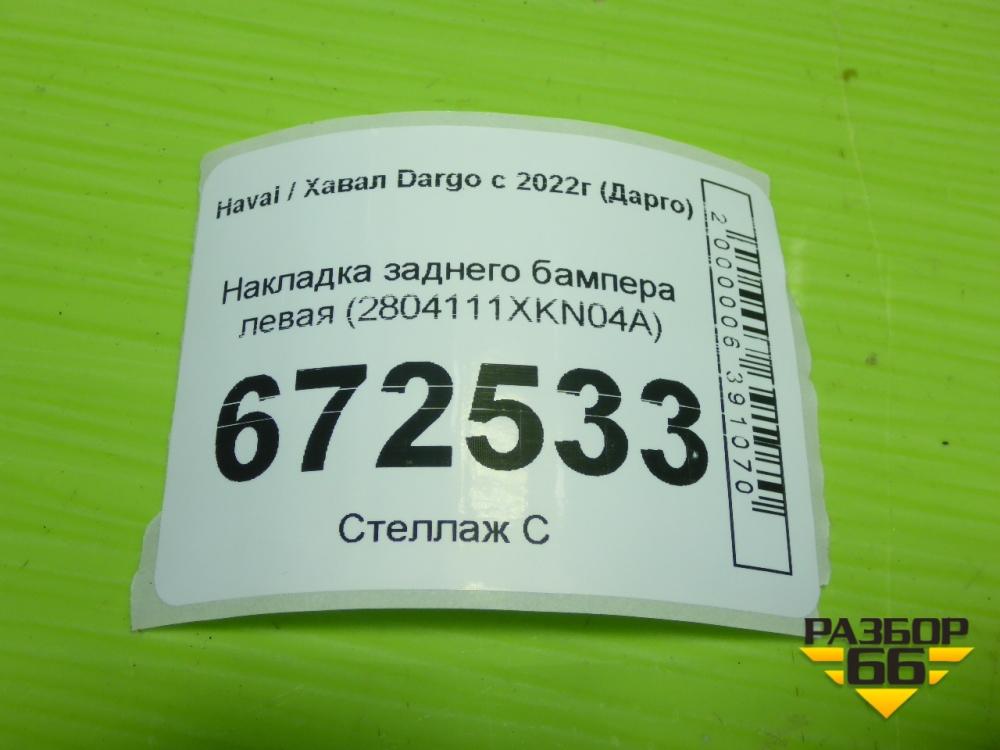 Haval / Хавал Dargo с 2022г (Дарго)
Накладка заднего бампера
левая (2804111XKN04A)
672533
Стеллаж С
2000006391070
РАЗБОР
66